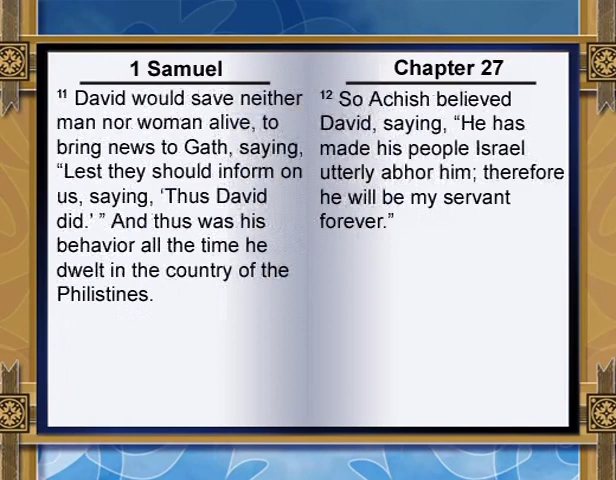 1 Samuel
¹¹ David would save neither
man nor woman alive, to
bring news to Gath, saying,
“Lest they should inform on
us, saying, ‘Thus David
did.’ ” And thus was his
behavior all the time he
dwelt in the country of the
Philistines.
Chapter 27
¹² So Achish believed
David, saying, “He has
made his people Israel
utterly abhor him; therefore
he will be my servant
forever.”